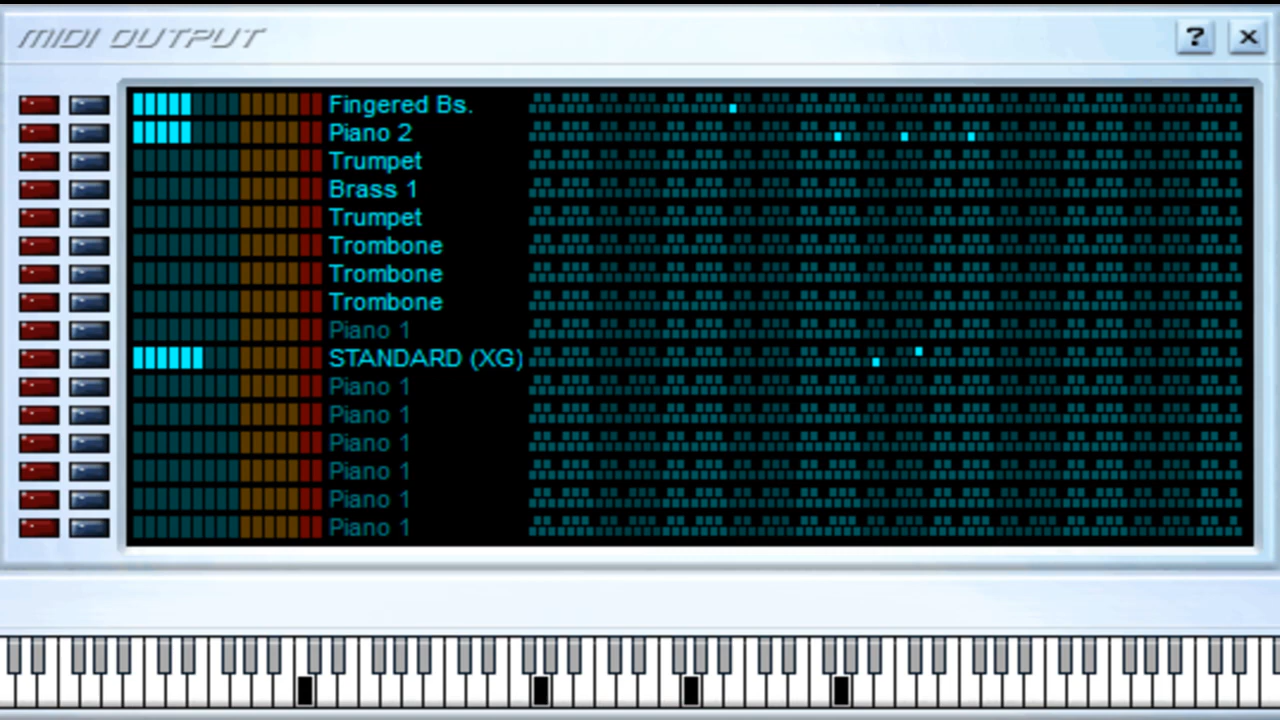 MIDI OUTPUT
? ×
Fingered Bs.
Piano 2
Trumpet
Brass 1
Trumpet
Trombone
Trombone
Trombone
Piano 1
STANDARD (XG)
Piano 1
Piano 1
Piano 1
Piano 1
Piano 1
Piano 1